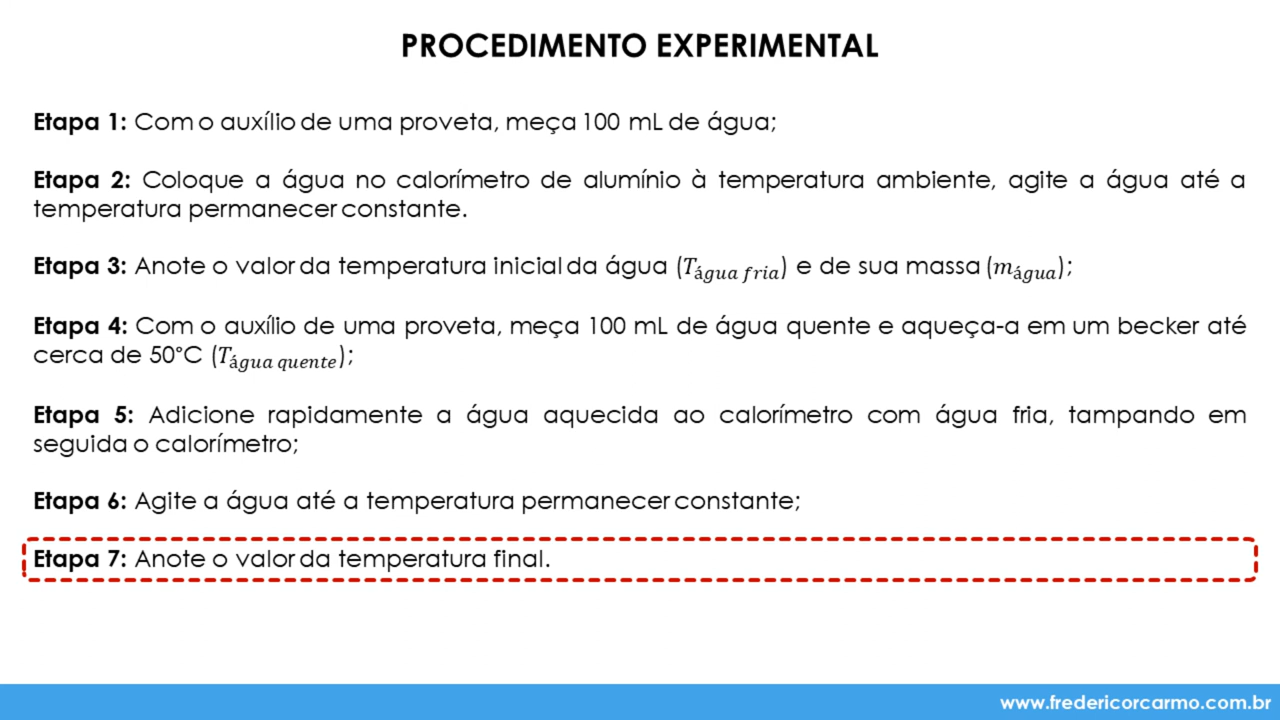 PROCEDIMENTO EXPERIMENTAL
Etapa 1: Com o auxílio de uma proveta, meça 100 mL de água;
Etapa 2: Coloque a água no calorímetro de alumínio à temperatura ambiente, agite a água até a
temperatura permanecer constante.
Etapa 3: Anote o valor da temperatura inicial da água (T_água fria) e de sua massa (m_água);
Etapa 4: Com o auxílio de uma proveta, meça 100 mL de água quente e aqueça-a em um becker até
cerca de 50°C (T_água quente);
Etapa 5: Adicione rapidamente a água aquecida ao calorímetro com água fria, tampando em
seguida o calorímetro;
Etapa 6: Agite a água até a temperatura permanecer constante;
Etapa 7: Anote o valor da temperatura final.
www.fredericorcarmo.com.br